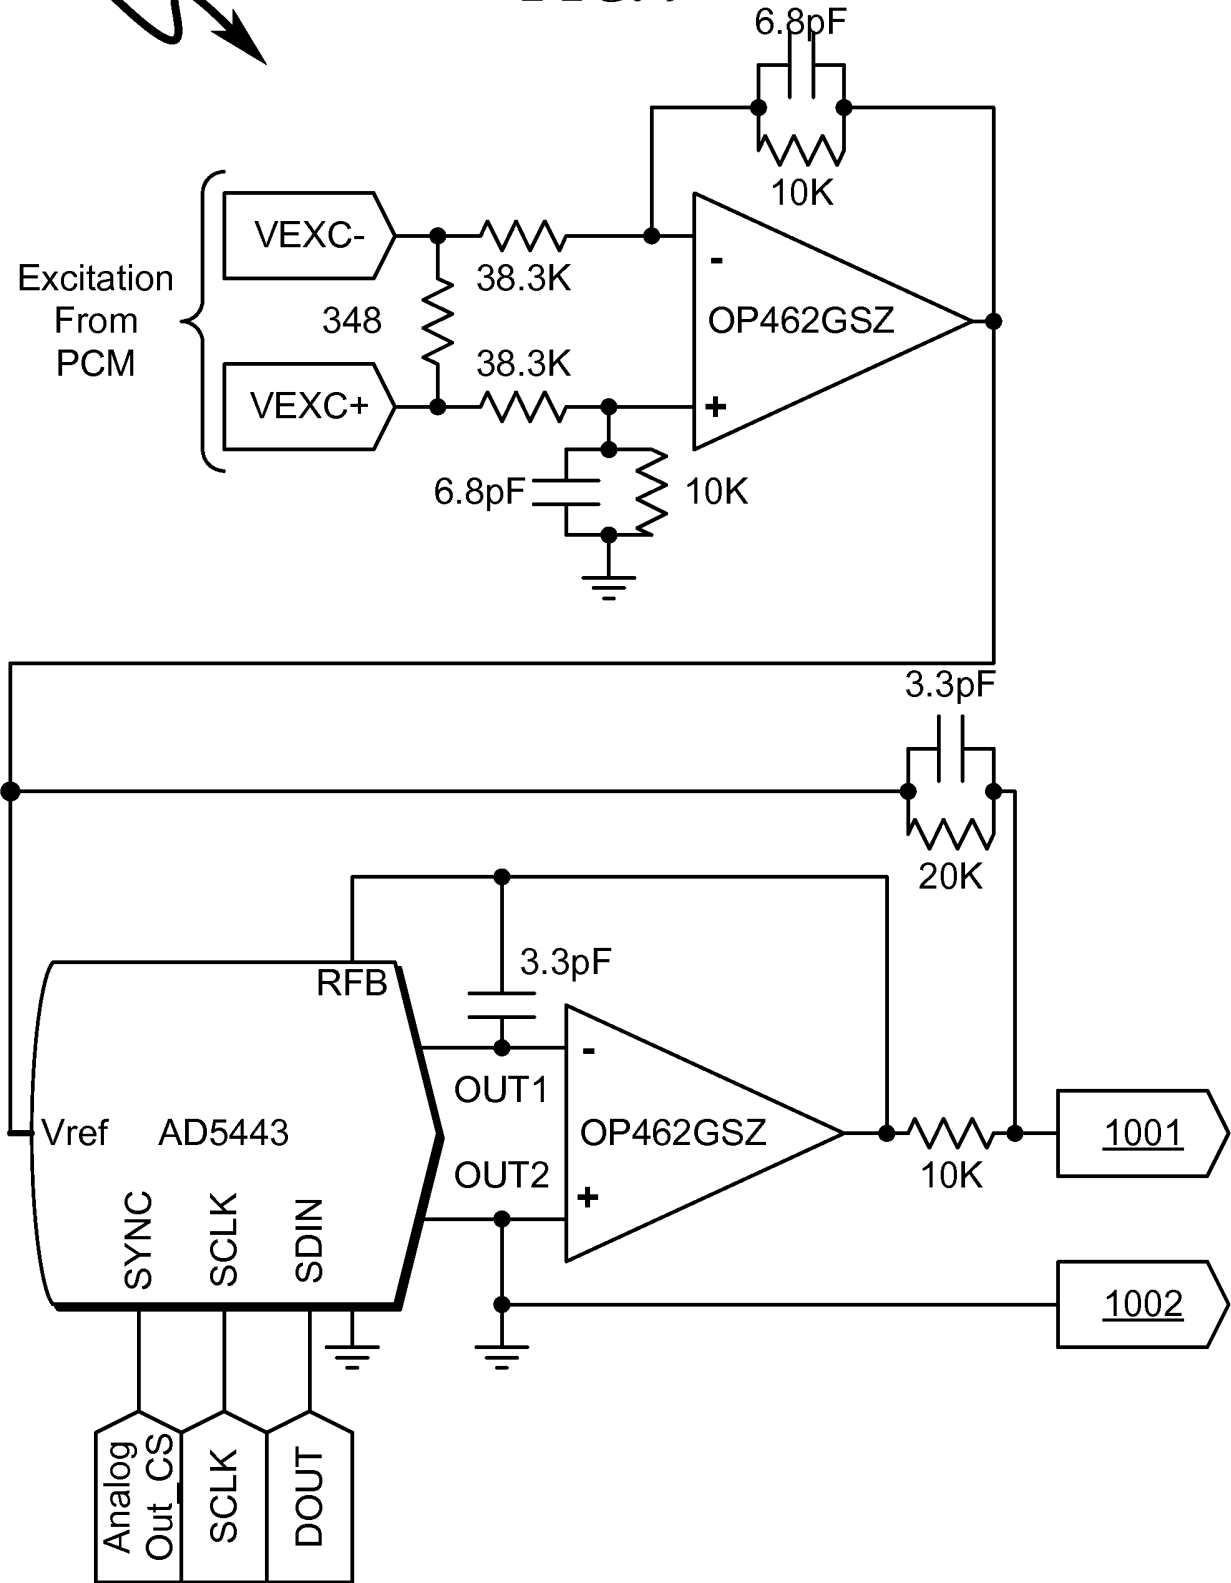 6.8pF
10K
VEXC-
38.3K
Excitation
From
PCM
348
OP462GSZ
-
38.3K
VEXC+
+
6.8pF
10K
3.3pF
20K
RFB
3.3pF
-
OUT1
Vref
AD5443
OP462GSZ
1001
10K
OUT2
+
SYNC
SCLK
SDIN
1002
Analog
Out_CS
SCLK
DOUT